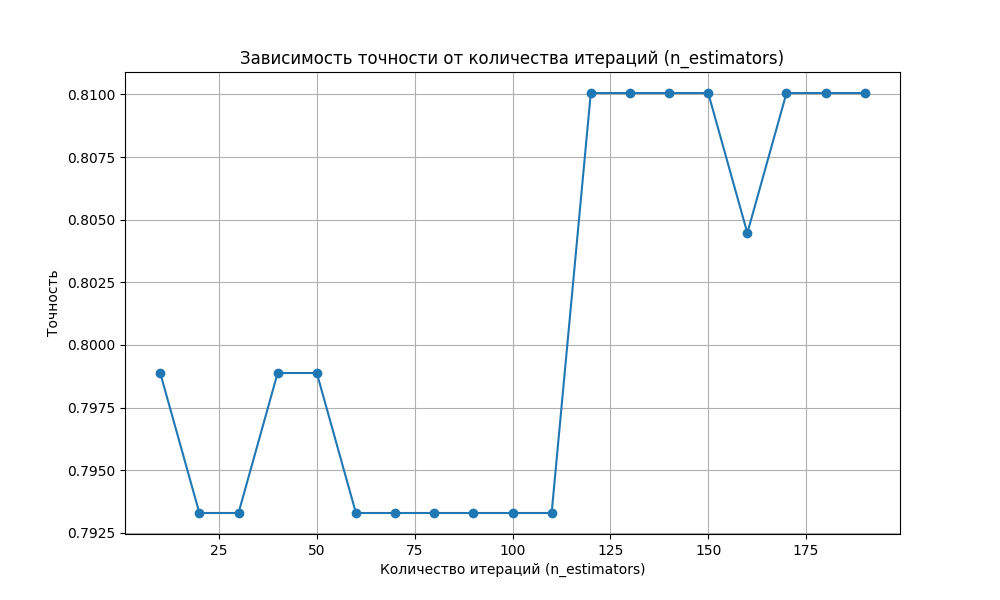 Зависимость точности от количества итераций (n_estimators)
0.8100
0.8075
0.8050
0.8025
0.8000
0.7975
0.7950
0.7925
Точность
25 50 75 100 125 150 175
Количество итераций (n_estimators)